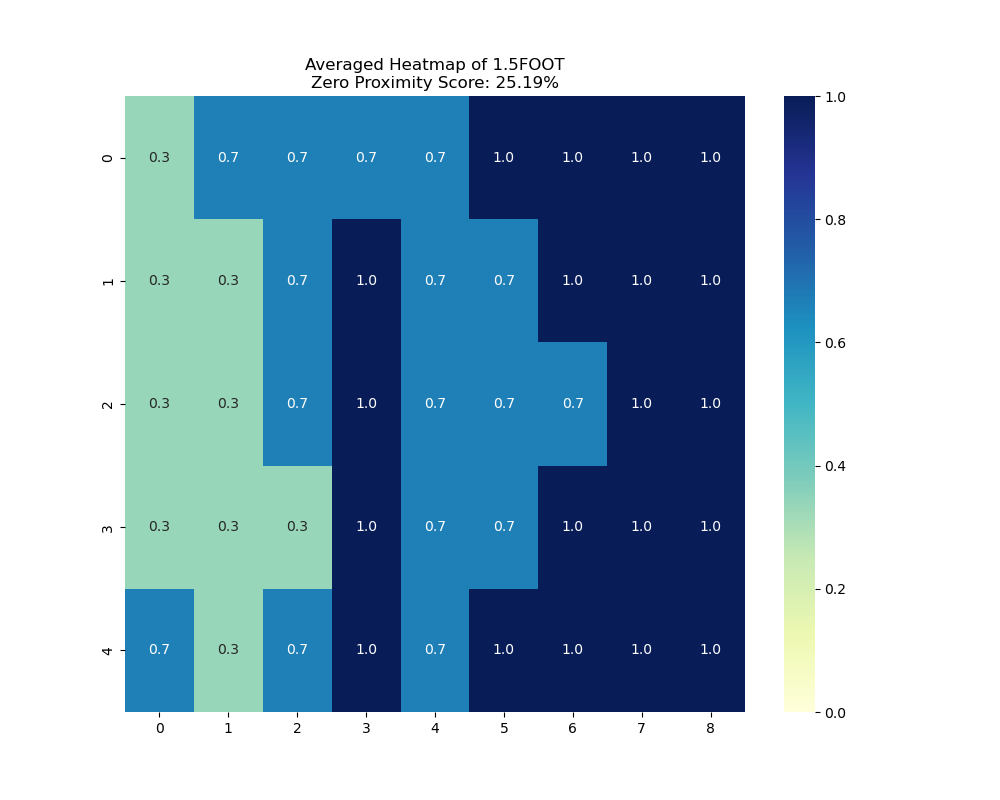 Averaged Heatmap of 1.5FOOT
Zero Proximity Score: 25.19%
1.0
0 0.3 0.7 0.7 0.7 0.7 1.0 1.0 1.0 1.0
0.8
1 0.3 0.3 0.7 1.0 0.7 0.7 1.0 1.0 1.0
0.6
2 0.3 0.3 0.7 1.0 0.7 0.7 0.7 1.0 1.0
0.4
3 0.3 0.3 0.3 1.0 0.7 0.7 1.0 1.0 1.0
0.2
4 0.7 0.3 0.7 1.0 0.7 1.0 1.0 1.0 1.0
0.0
0 1 2 3 4 5 6 7 8